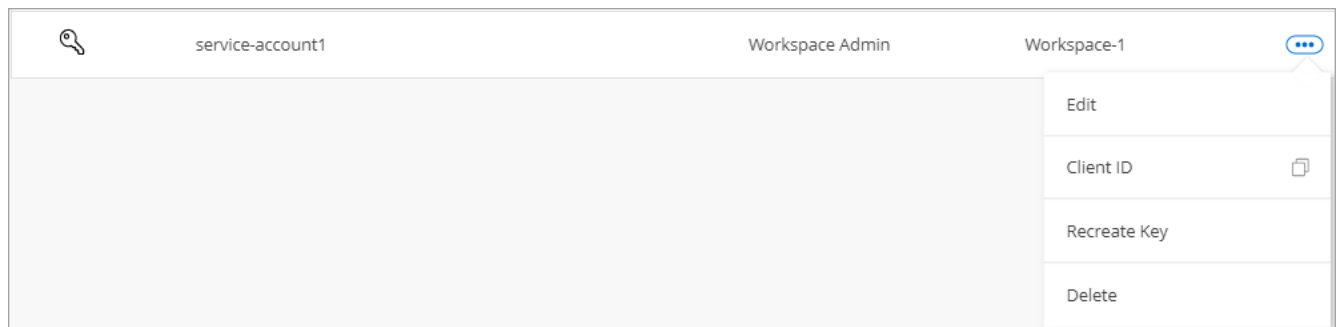 service-account1 Workspace Admin Workspace-1
Edit
Client ID
Recreate Key
Delete